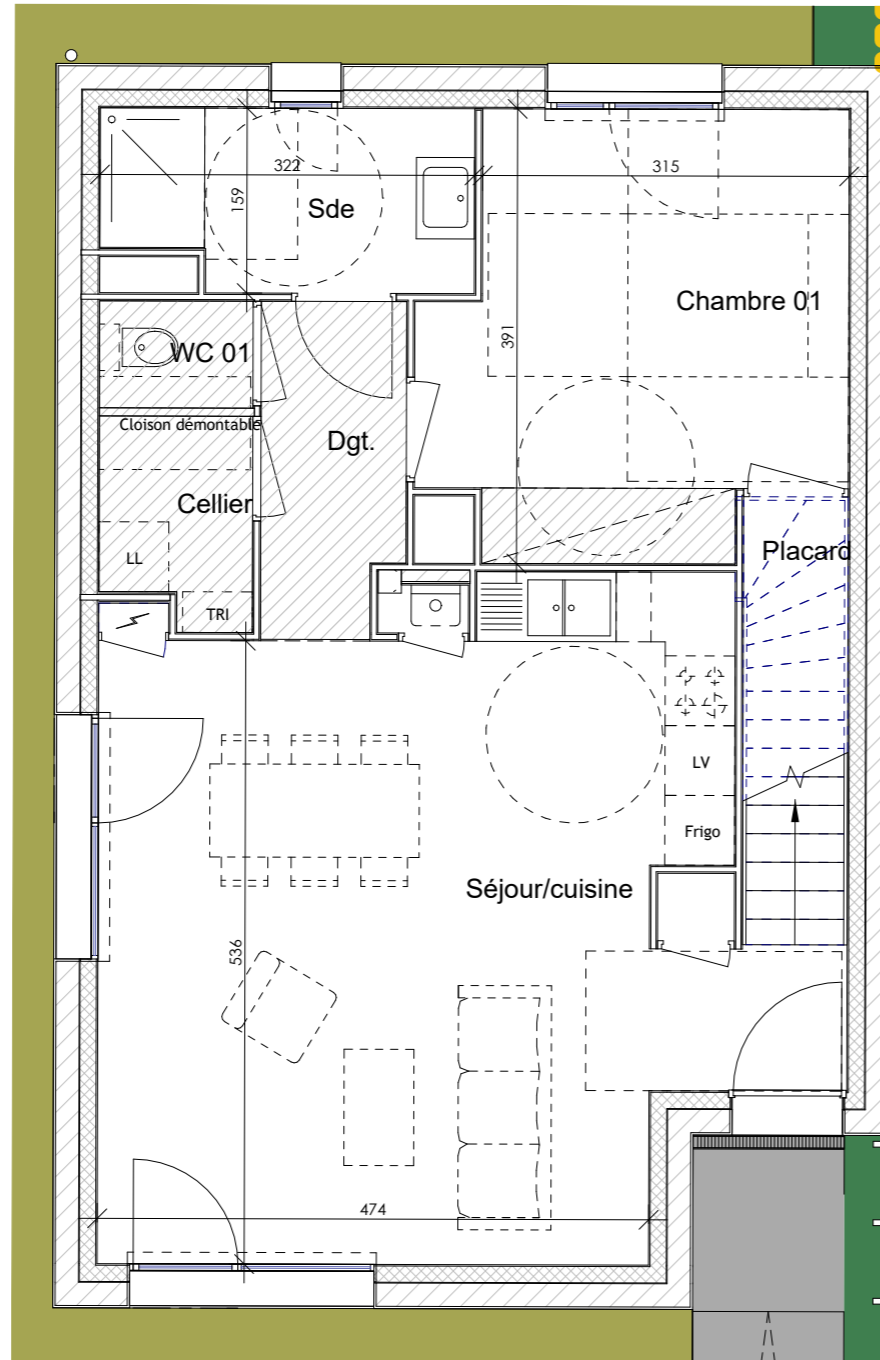 322
315
159
Sde
Chambre 01
391
WC 01
Cloison démontable
Dgt.
Cellier
Placard
LL
TRI
LV
Frigo
Séjour/cuisine
536
474